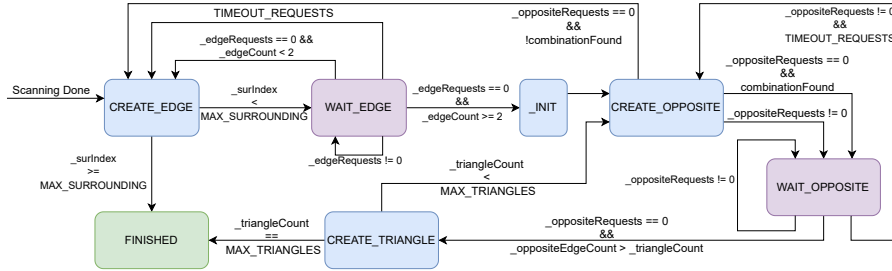 TIMEOUT_REQUESTS
_edgeRequests == 0 &&
_edgeCount < 2
_oppositeRequests == 0
&&
!combinationFound
_oppositeRequests != 0
&&
TIMEOUT_REQUESTS
Scanning Done
CREATE_EDGE
_surIndex
<
MAX_SURROUNDING
WAIT_EDGE
_edgeRequests == 0
&&
_edgeCount >= 2
_INIT
CREATE_OPPOSITE
_oppositeRequests == 0
&&
combinationFound
_oppositeRequests != 0
_edgeRequests != 0
_surIndex
>=
MAX_SURROUNDING
_triangleCount
<
MAX_TRIANGLES
_oppositeRequests != 0
WAIT_OPPOSITE
FINISHED
_triangleCount
==
MAX_TRIANGLES
CREATE_TRIANGLE
_oppositeRequests == 0
&&
_oppositeEdgeCount > _triangleCount